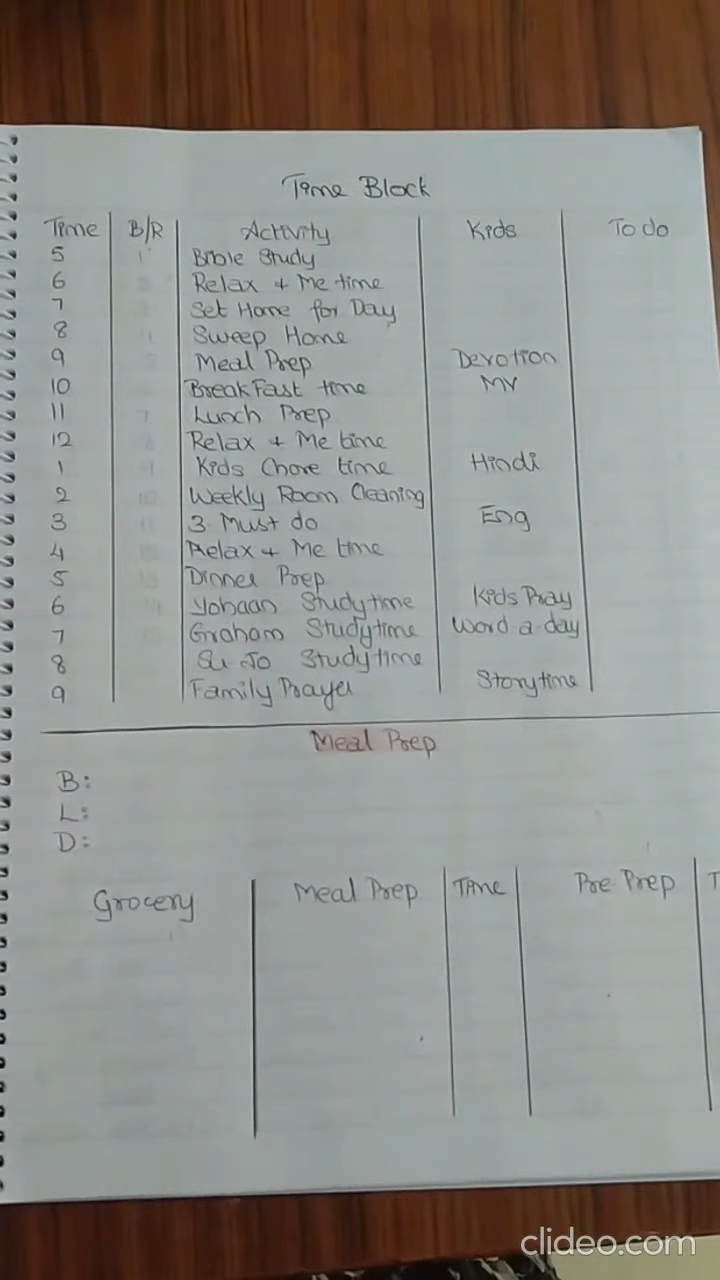 Time Block
Time B/R Activity Kids To do
5 Bible Study
6 Relax + Me time
7 Set Home for Day
8 Sweep Home
9 Meal Prep Devotion
10 BreakFast time MV
11 Lunch Prep
12 Relax + Me time
1 Kids Chore time Hindi
2 Weekly Room Cleaning
3 3 Must do Eng
4 Relax + Me time
5 Dinner Prep
6 Yohaan Studytime Kids Pray
7 Graham Studytime Word-a-day
8 Su-Jo Studytime
9 Family Prayer Storytime
Meal Prep
B:
L:
D:
Grocery Meal Prep Time Pre Prep T
clideo.com